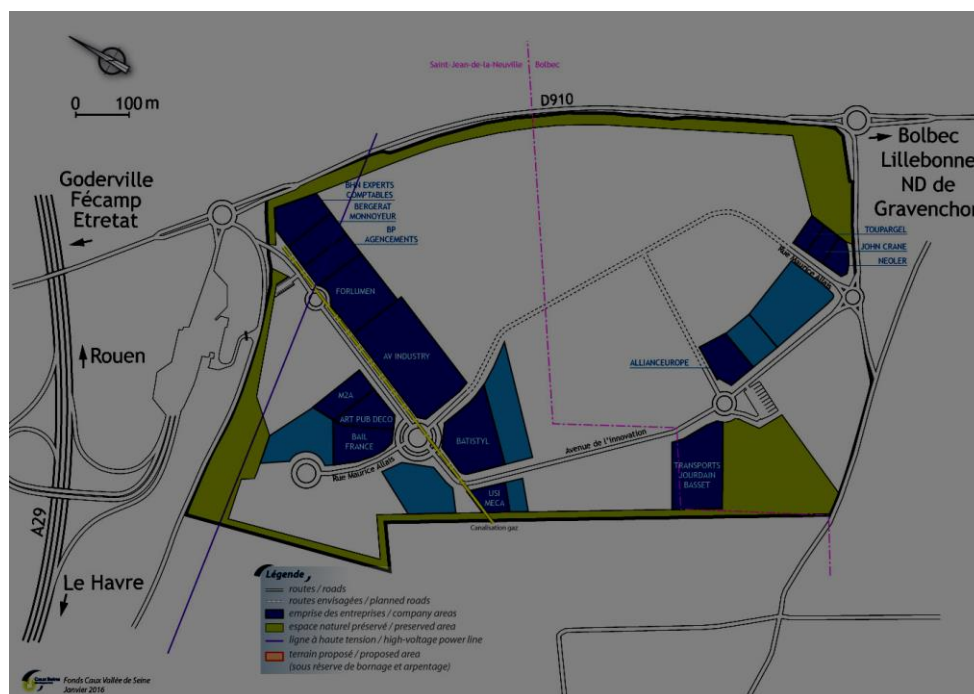 Saint-Jean-de-la-Neuville
Bolbec
0 100 m
D910
Bolbec
Lillebonne
ND de
Gravenchon
Goderville
Fécamp
Etretat
BHN EXPERTS
COMPTABLES
BERGERAT
MONNOYEUR
BP
AGENCEMENTS
TOUPARGEL
JOHN CRANE
NEOLER
Rue Maurice Allais
FORLUMEN
Rouen
AV INDUSTRY
ALLIANCEUROPE
M2A
ART PUB DECO
BAIL
FRANCE
BATISTYL
Avenue de l'innovation
Rue Maurice Allais
TRANSPORTS
JOURDAIN
BASSET
USI
MECA
Canalisation gaz
A29
Le Havre
Légende
routes / roads
routes envisagées / planned roads
emprise des entreprises / company areas
espace naturel préservé / preserved area
ligne à haute tension / high-voltage power line
terrain proposé / proposed area
(sous réserve de bornage et arpentage)
Caux Seine
Fonds Caux Vallée de Seine
Janvier 2016